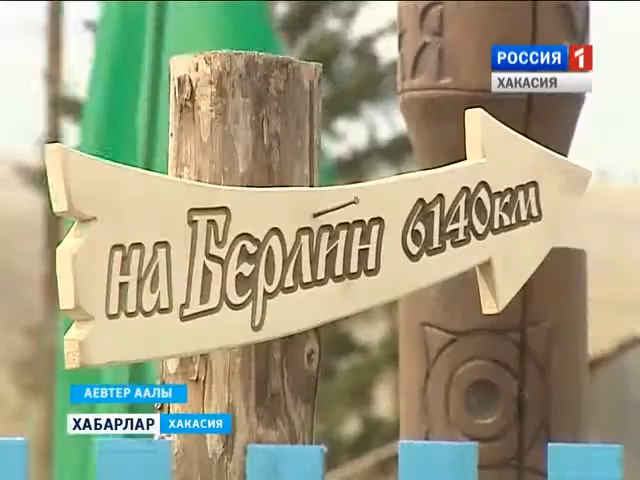 РОССИЯ 1
ХАКАСИЯ
на Берлин 6140км
АЕВТЕР ААЛЫ
ХАБАРЛАР ХАКАСИЯ